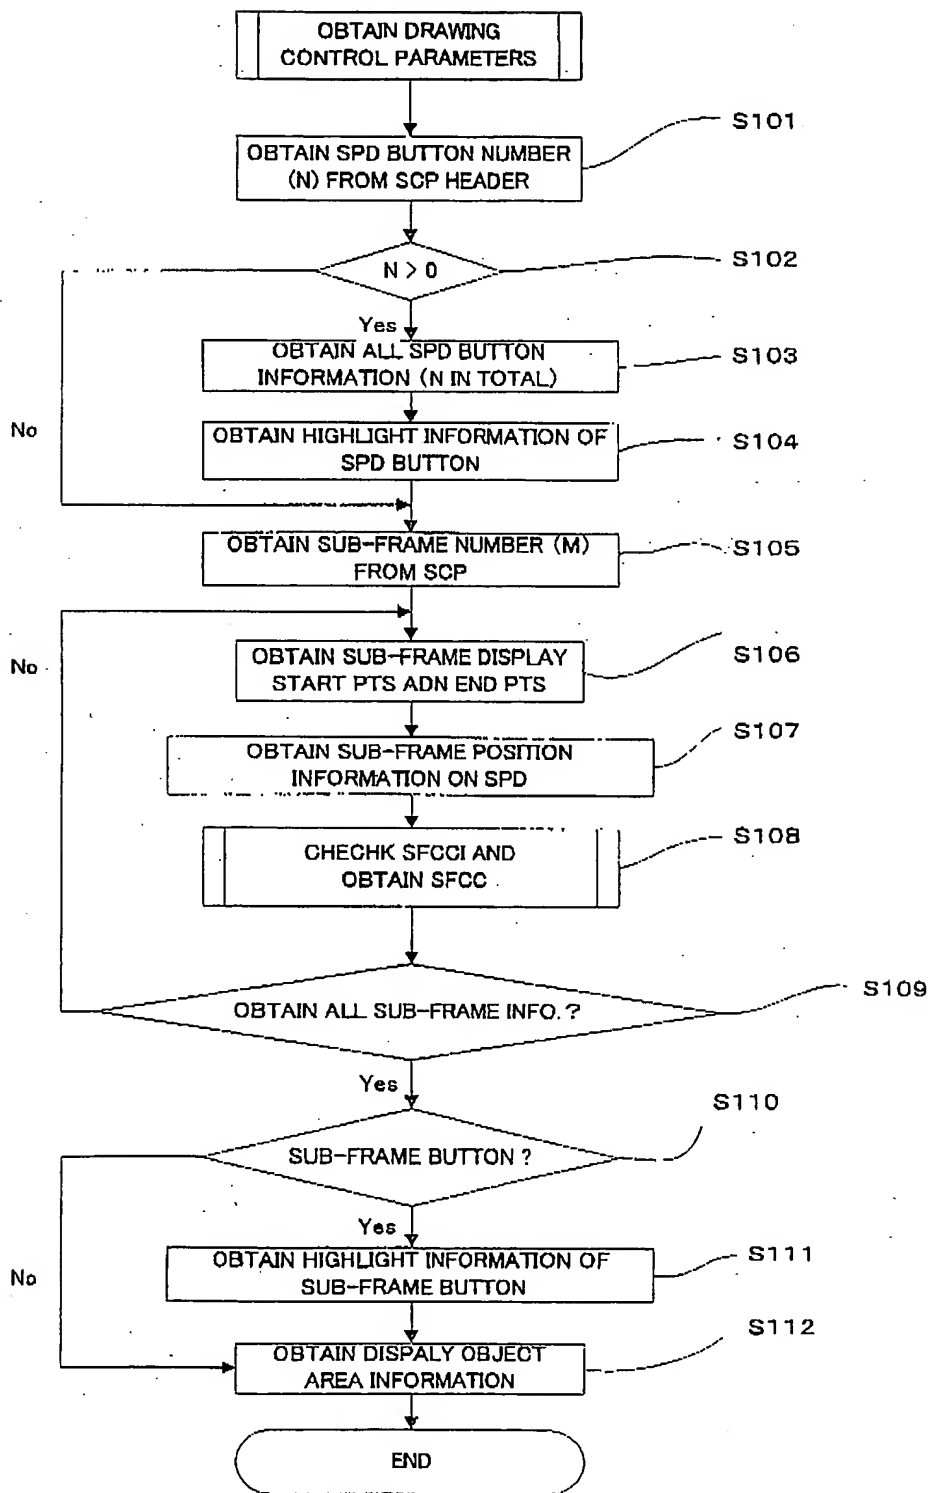 OBTAIN DRAWING
CONTROL PARAMETERS
S101
OBTAIN SPD BUTTON NUMBER
(N) FROM SCP HEADER
S102
N > 0
Yes
S103
OBTAIN ALL SPD BUTTON
INFORMATION (N IN TOTAL)
No
OBTAIN HIGHLIGHT INFORMATION OF
SPD BUTTON
S104
OBTAIN SUB-FRAME NUMBER (M)
FROM SCP
S105
No
OBTAIN SUB-FRAME DISPLAY
START PTS ADN END PTS
S106
S107
OBTAIN SUB-FRAME POSITION
INFORMATION ON SPD
S108
CHECHK SFCCI AND
OBTAIN SFCC
S109
OBTAIN ALL SUB-FRAME INFO. ?
Yes
S110
SUB-FRAME BUTTON ?
Yes
S111
OBTAIN HIGHLIGHT INFORMATION OF
SUB-FRAME BUTTON
No
S112
OBTAIN DISPALY OBJECT
AREA INFORMATION
END